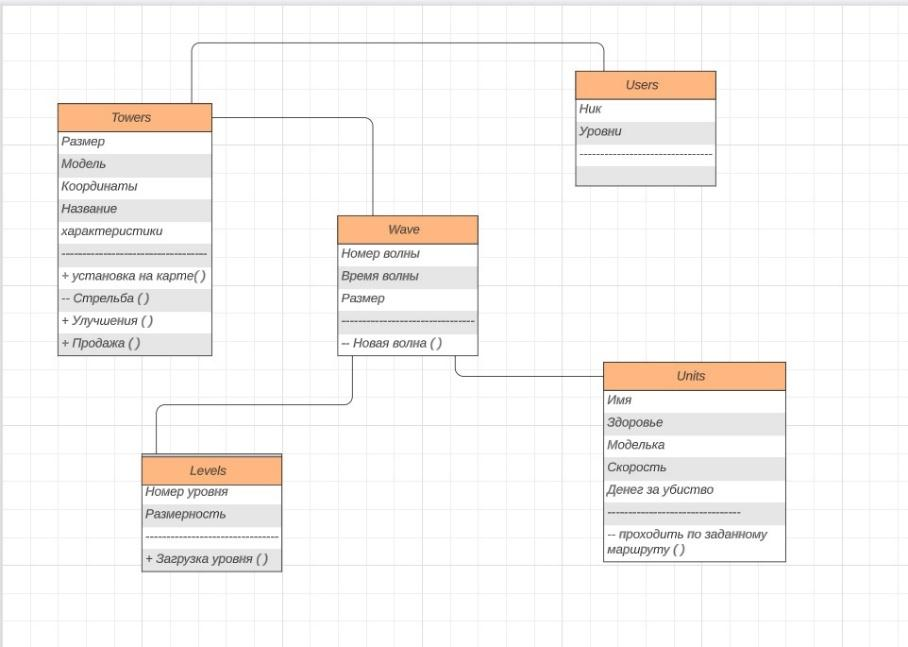 Users
Ник
Уровни
--------------------------------
Towers
Размер
Модель
Координаты
Название
характеристики
-----------------------------------
+ установка на карте( )
-- Стрельба ( )
+ Улучшения ( )
+ Продажа ( )
Wave
Номер волны
Время волны
Размер
--------------------------------
-- Новая волна ( )
Units
Имя
Здоровье
Моделька
Скорость
Денег за убиство
--------------------------------
-- проходить по заданному
маршруту ( )
Levels
Номер уровня
Размерность
--------------------------------
+ Загрузка уровня ( )